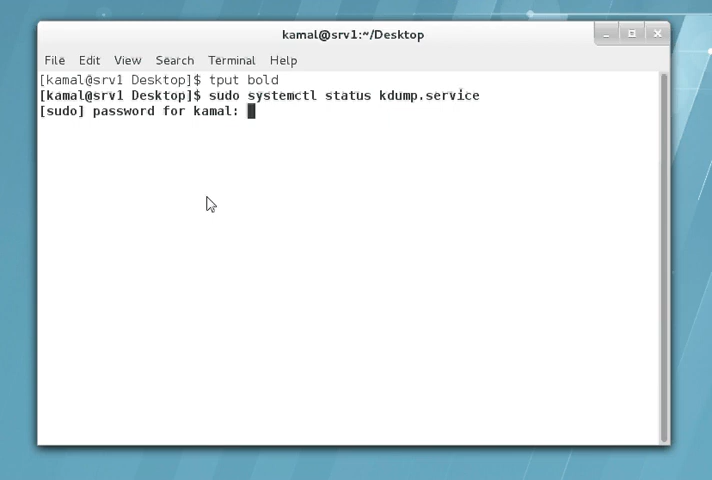 kamal@srv1:~/Desktop
File Edit View Search Terminal Help
[kamal@srv1 Desktop]$ tput bold
[kamal@srv1 Desktop]$ sudo systemctl status kdump.service
[sudo] password for kamal: